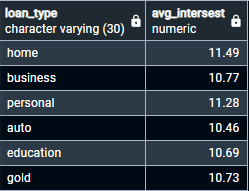 loan_type avg_intersest
character varying (30) numeric
home 11.49
business 10.77
personal 11.28
auto 10.46
education 10.69
gold 10.73